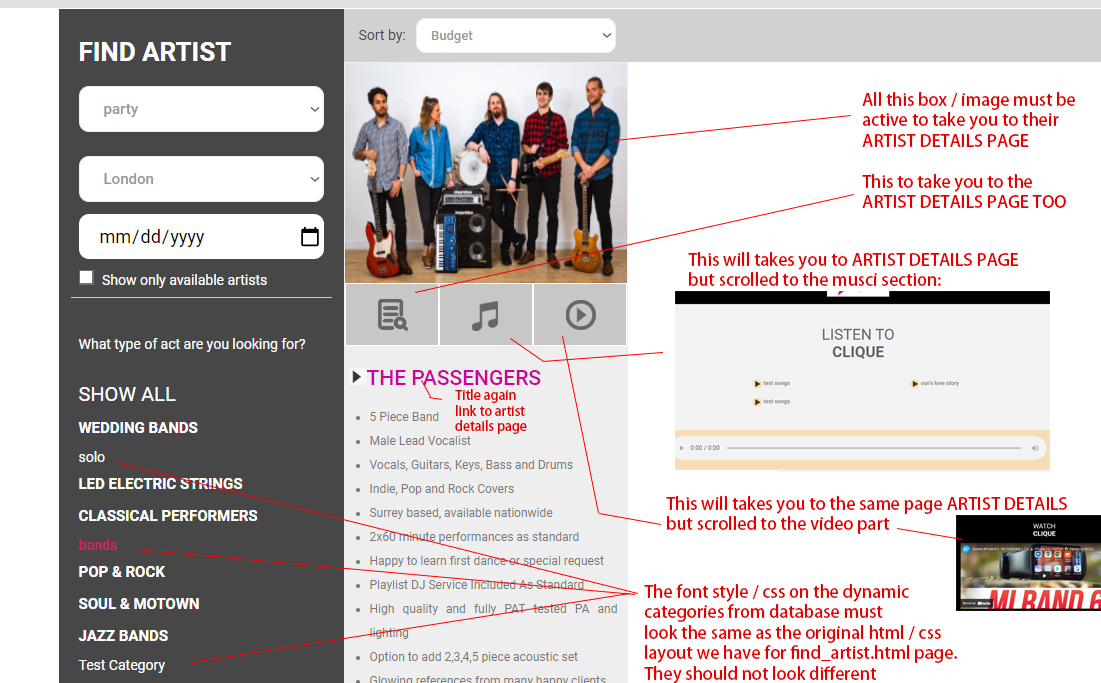 FIND ARTIST
party
London
mm/dd/yyyy
Show only available artists
What type of act are you looking for?
SHOW ALL
WEDDING BANDS
solo
LED ELECTRIC STRINGS
CLASSICAL PERFORMERS
bands
POP & ROCK
SOUL & MOTOWN
JAZZ BANDS
Test Category
Sort by:
Budget
THE PASSENGERS
Title again
link to artist
details page
5 Piece Band
Male Lead Vocalist
Vocals, Guitars, Keys, Bass and Drums
Indie, Pop and Rock Covers
Surrey based, available nationwide
2x60 minute performances as standard
Happy to learn first dance or special request
Playlist DJ Service Included As Standard
High quality and fully PAT tested PA and
lighting
Option to add 2,3,4,5 piece acoustic set
Glowing references from many happy clients
All this box / image must be
active to take you to their
ARTIST DETAILS PAGE
This to take you to the
ARTIST DETAILS PAGE TOO
This will takes you to ARTIST DETAILS PAGE
but scrolled to the musci section:
LISTEN TO
CLIQUE
test songs
our's love story
test songs
0:00 / 0:00
This will takes you to the same page ARTIST DETAILS
but scrolled to the video part
WATCH
CLIQUE
MI BAND 6
The font style / css on the dynamic
categories from database must
look the same as the original html / css
layout we have for find_artist.html page.
They should not look different